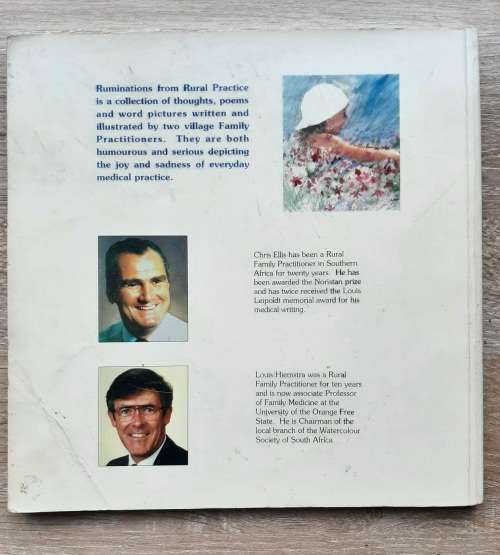 Ruminations from Rural Practice
is a collection of thoughts, poems
and word pictures written and
illustrated by two village Family
Practitioners. They are both
humourous and serious depicting
the joy and sadness of everyday
medical practice.
Chris Ellis has been a Rural
Family Practitioner in Southern
Africa for twenty years. He has
been awarded the Noristan prize
and has twice received the Louis
Leipoldt memorial award for his
medical writing.
Louis Hiemstra was a Rural
Family Practitioner for ten years
and is now associate Professor
of Family Medicine at the
University of the Orange Free
State. He is Chairman of the
local branch of the Watercolour
Society of South Africa.